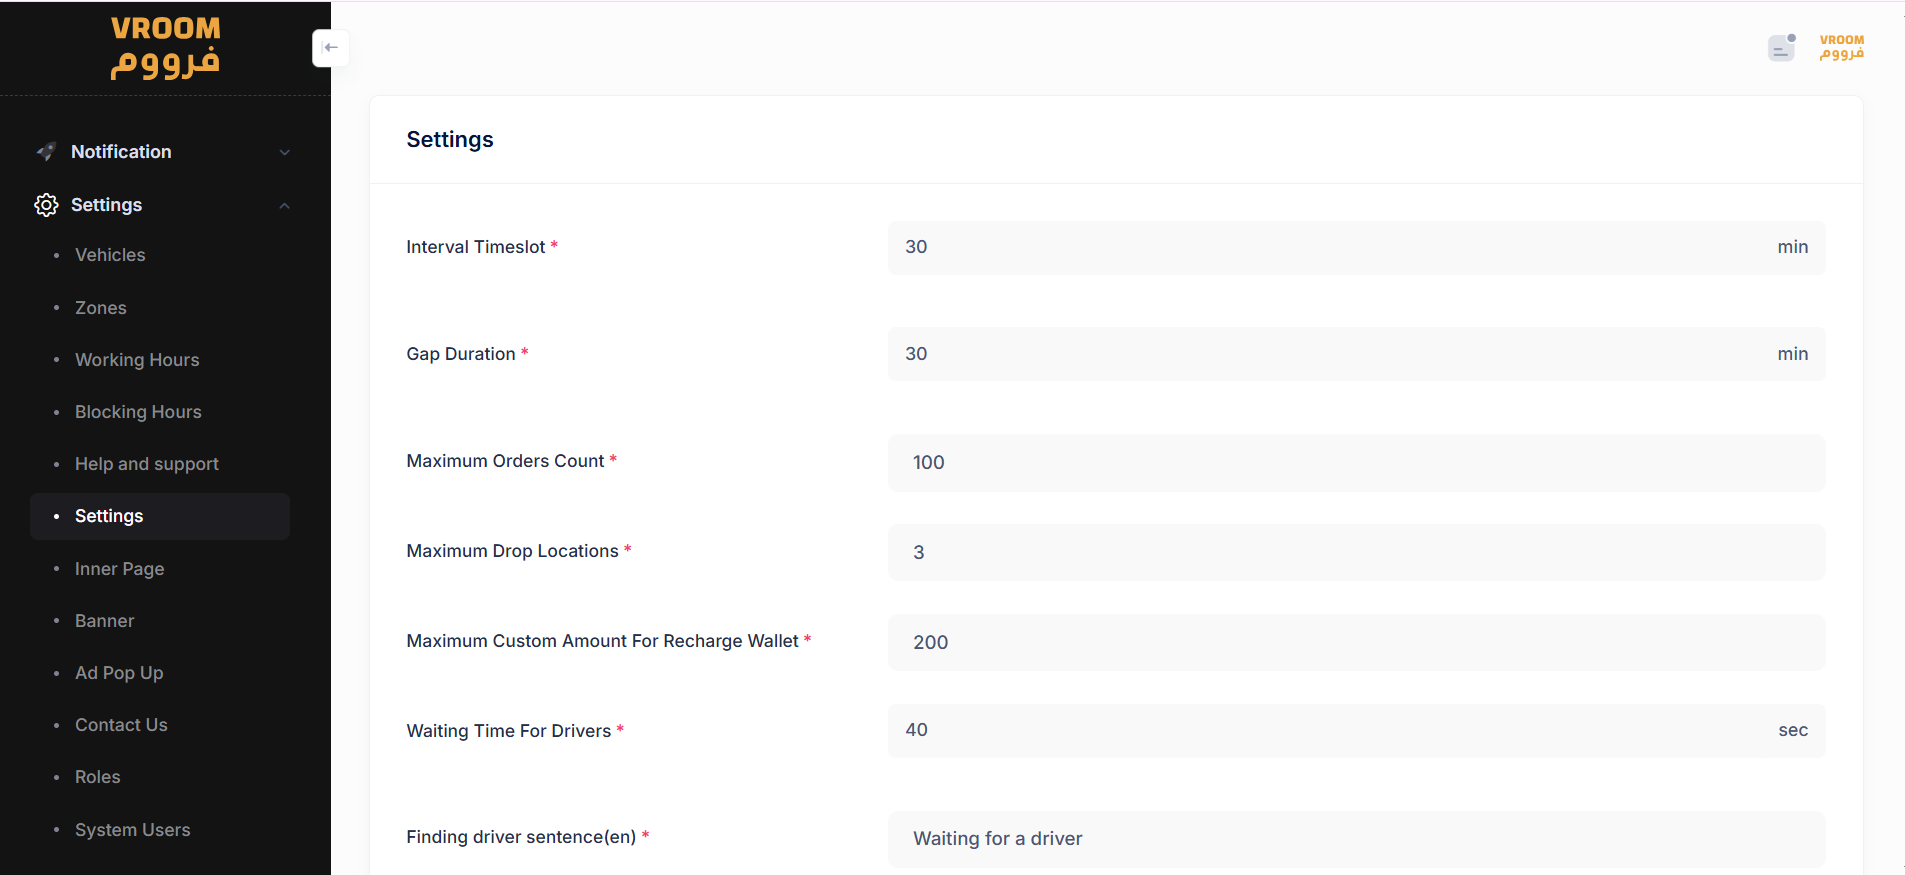 VROOM
فرووم
VROOM
فرووم
Notification
Settings
Vehicles
Zones
Working Hours
Blocking Hours
Help and support
Settings
Inner Page
Banner
Ad Pop Up
Contact Us
Roles
System Users
Settings
Interval Timeslot *
30 min
Gap Duration *
30 min
Maximum Orders Count *
100
Maximum Drop Locations *
3
Maximum Custom Amount For Recharge Wallet *
200
Waiting Time For Drivers *
40 sec
Finding driver sentence(en) *
Waiting for a driver